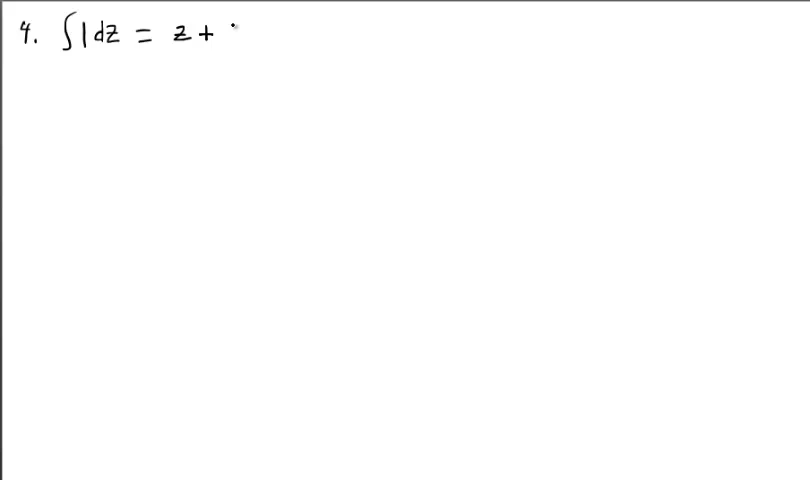 4. ∫1dz = z +